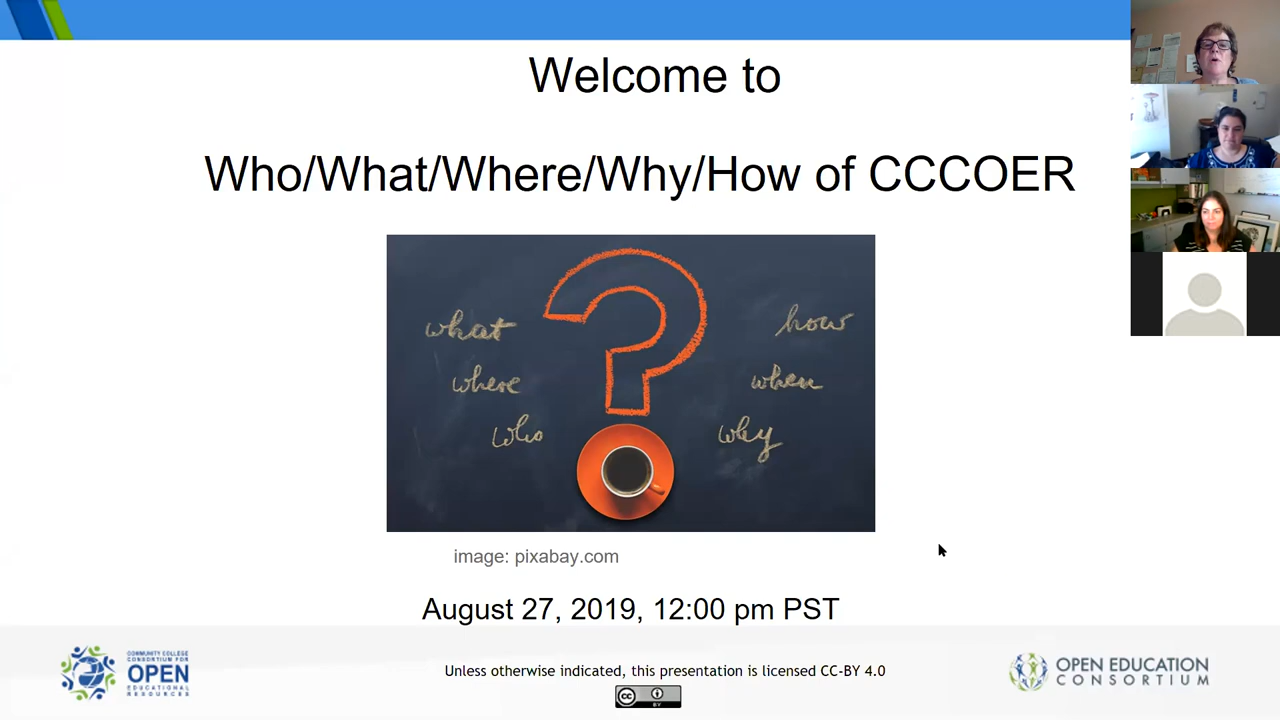 Welcome to
Who/What/Where/Why/How of CCCOER
what
how
where
when
who
why
image: pixabay.com
August 27, 2019, 12:00 pm PST
COMMUNITY COLLEGE
CONSORTIUM FOR
OPEN
EDUCATIONAL
RESOURCES
Unless otherwise indicated, this presentation is licensed CC-BY 4.0
cc
BY
OPEN EDUCATION
CONSORTIUM